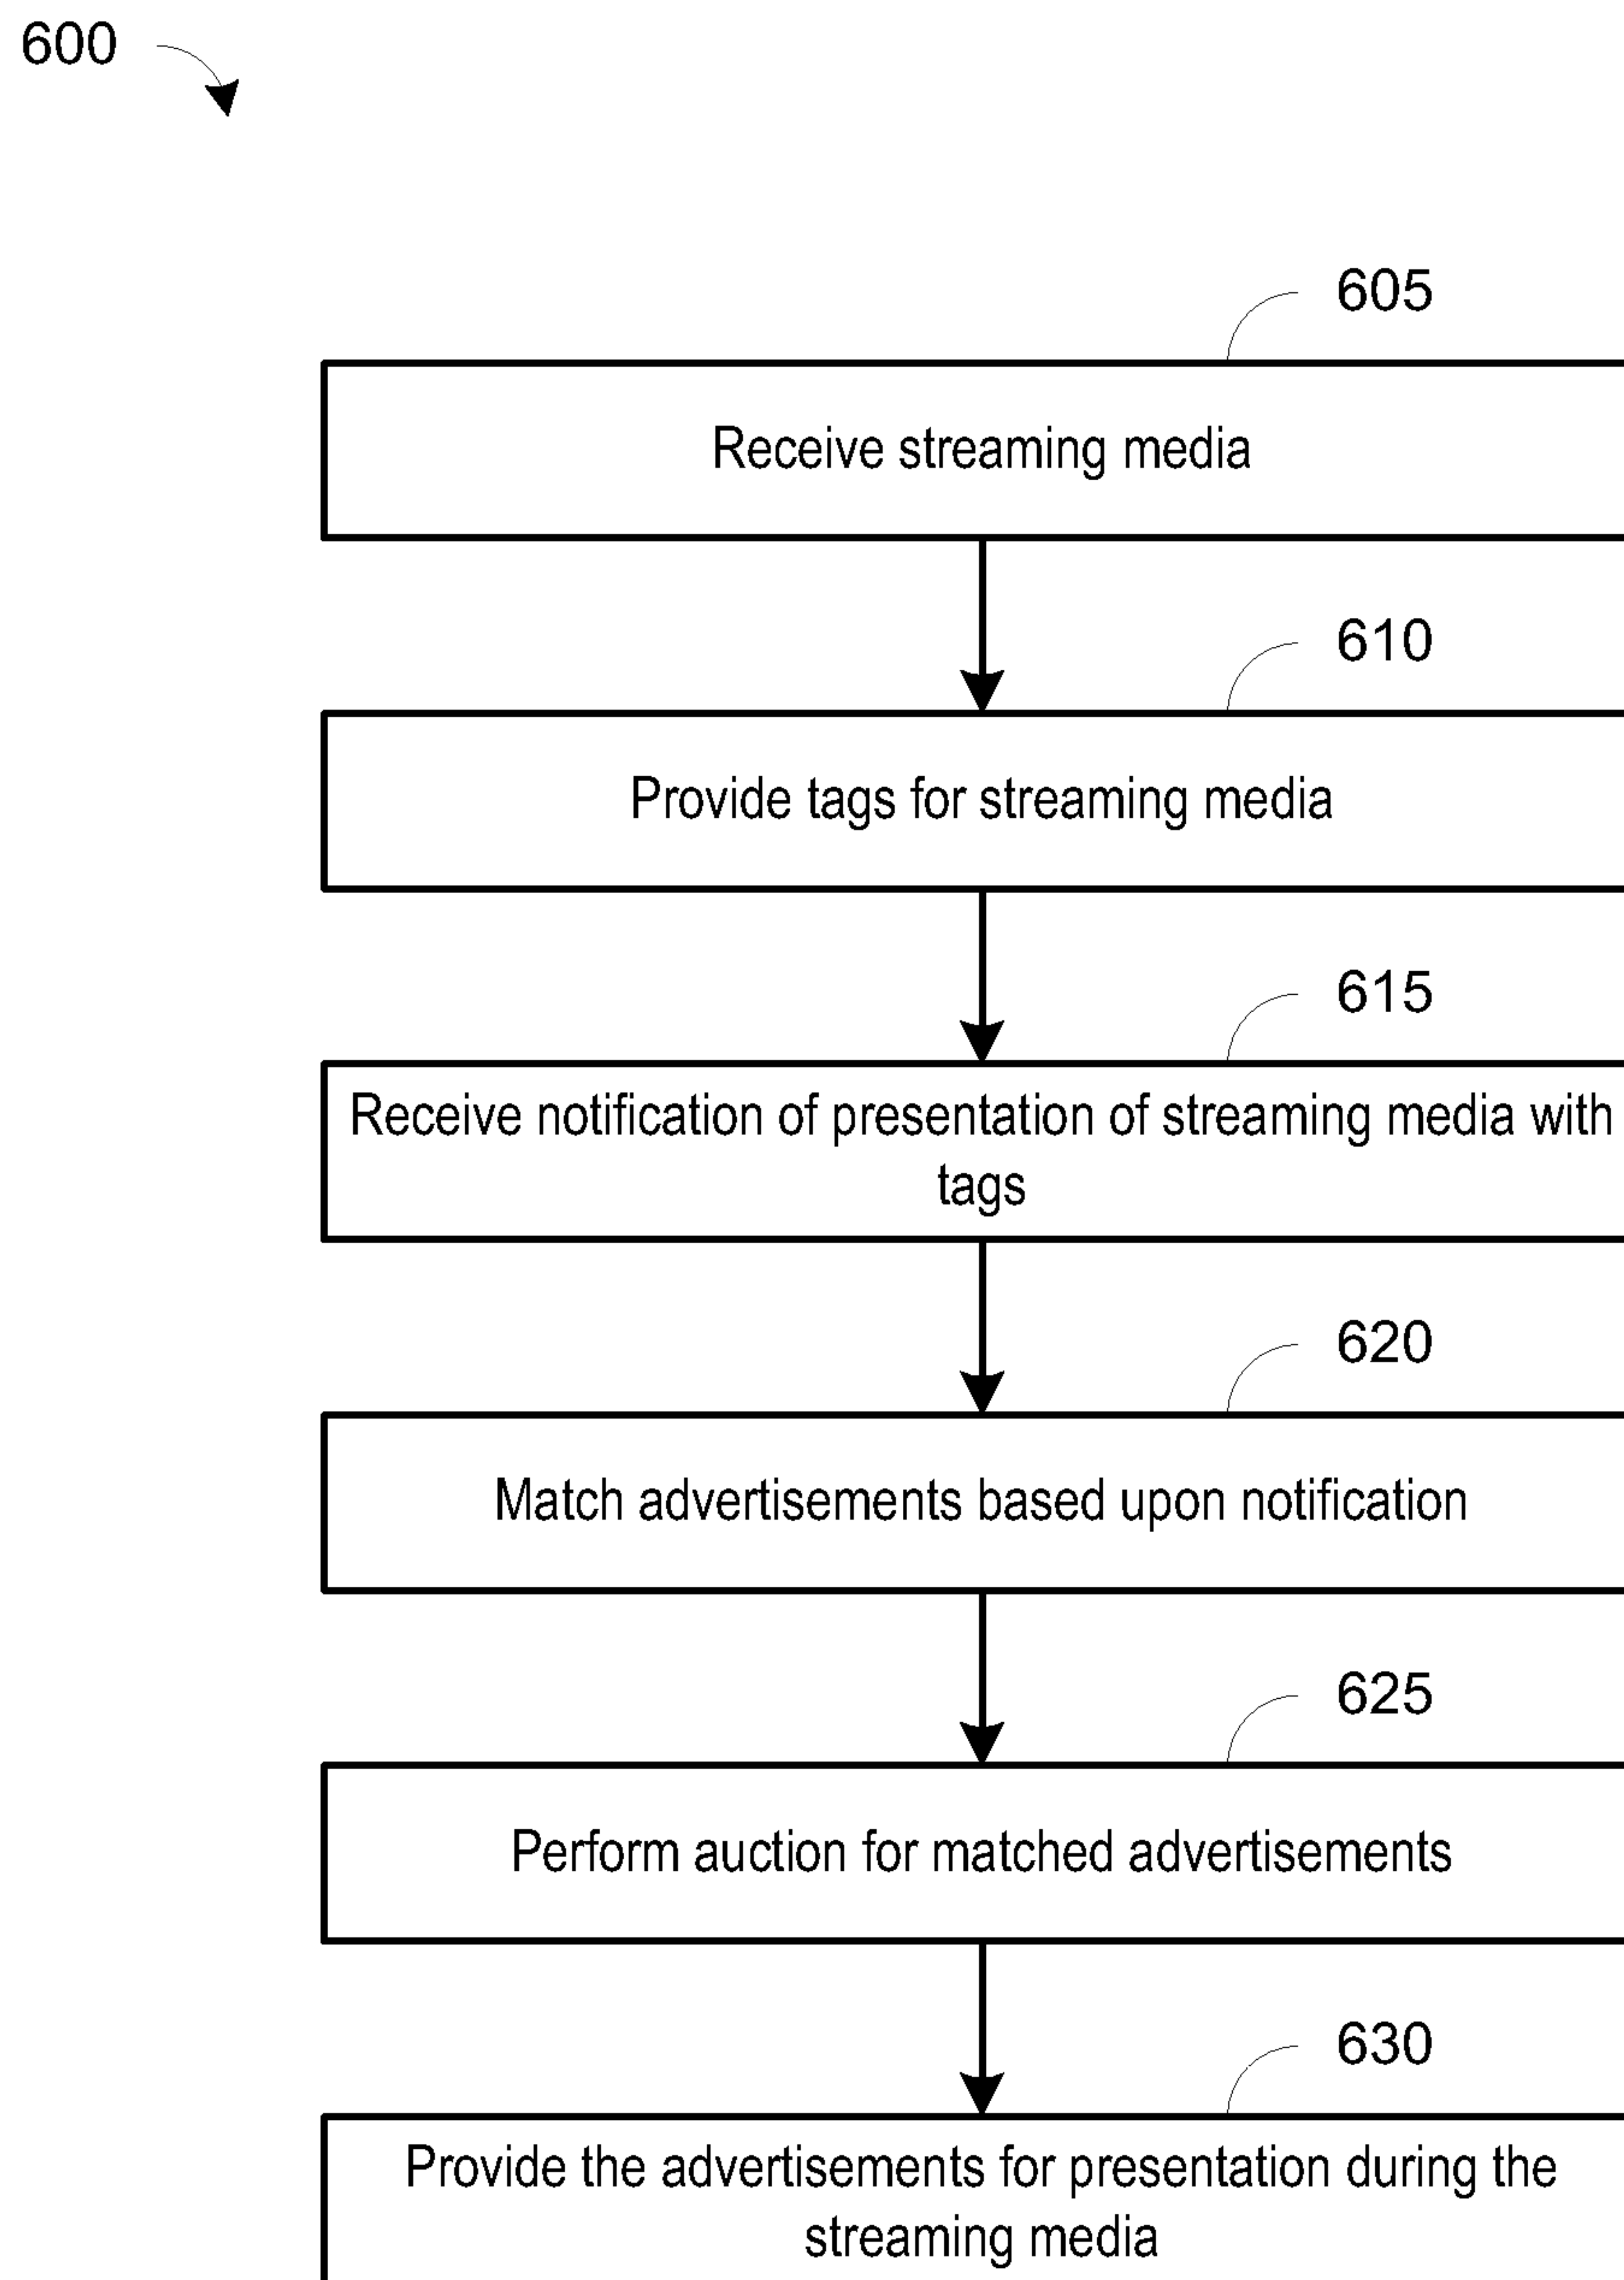 600
605
Receive streaming media
610
Provide tags for streaming media
615
Receive notification of presentation of streaming media with
tags
620
Match advertisements based upon notification
625
Perform auction for matched advertisements
630
Provide the advertisements for presentation during the
streaming media